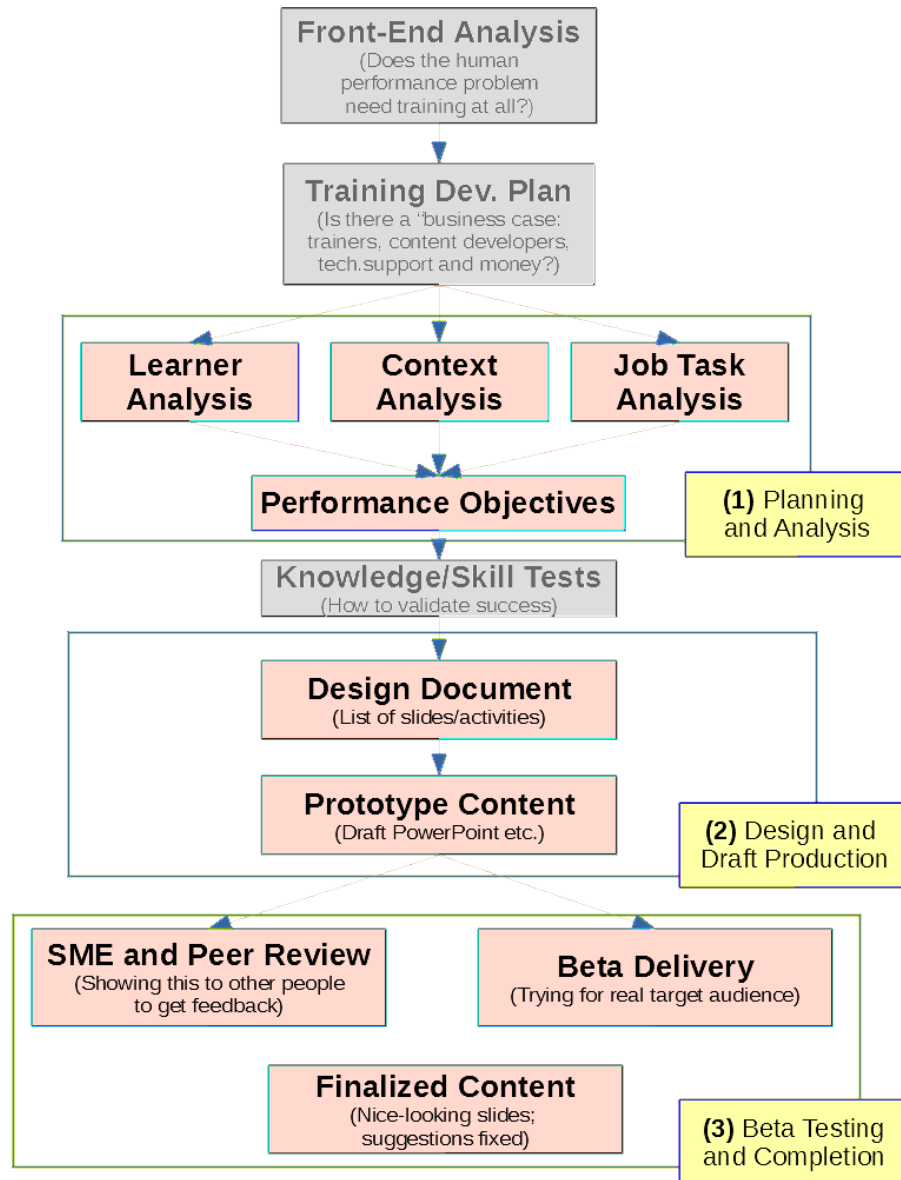 Front-End Analysis
(Does the human
performance problem
need training at all?)
Training Dev. Plan
(Is there a “business case:
trainers, content developers,
tech.support and money?)
Learner
Analysis
Context
Analysis
Job Task
Analysis
Performance Objectives
(1) Planning
and Analysis
Knowledge/Skill Tests
(How to validate success)
Design Document
(List of slides/activities)
Prototype Content
(Draft PowerPoint etc.)
(2) Design and
Draft Production
SME and Peer Review
(Showing this to other people
to get feedback)
Beta Delivery
(Trying for real target audience)
Finalized Content
(Nice-looking slides;
suggestions fixed)
(3) Beta Testing
and Completion